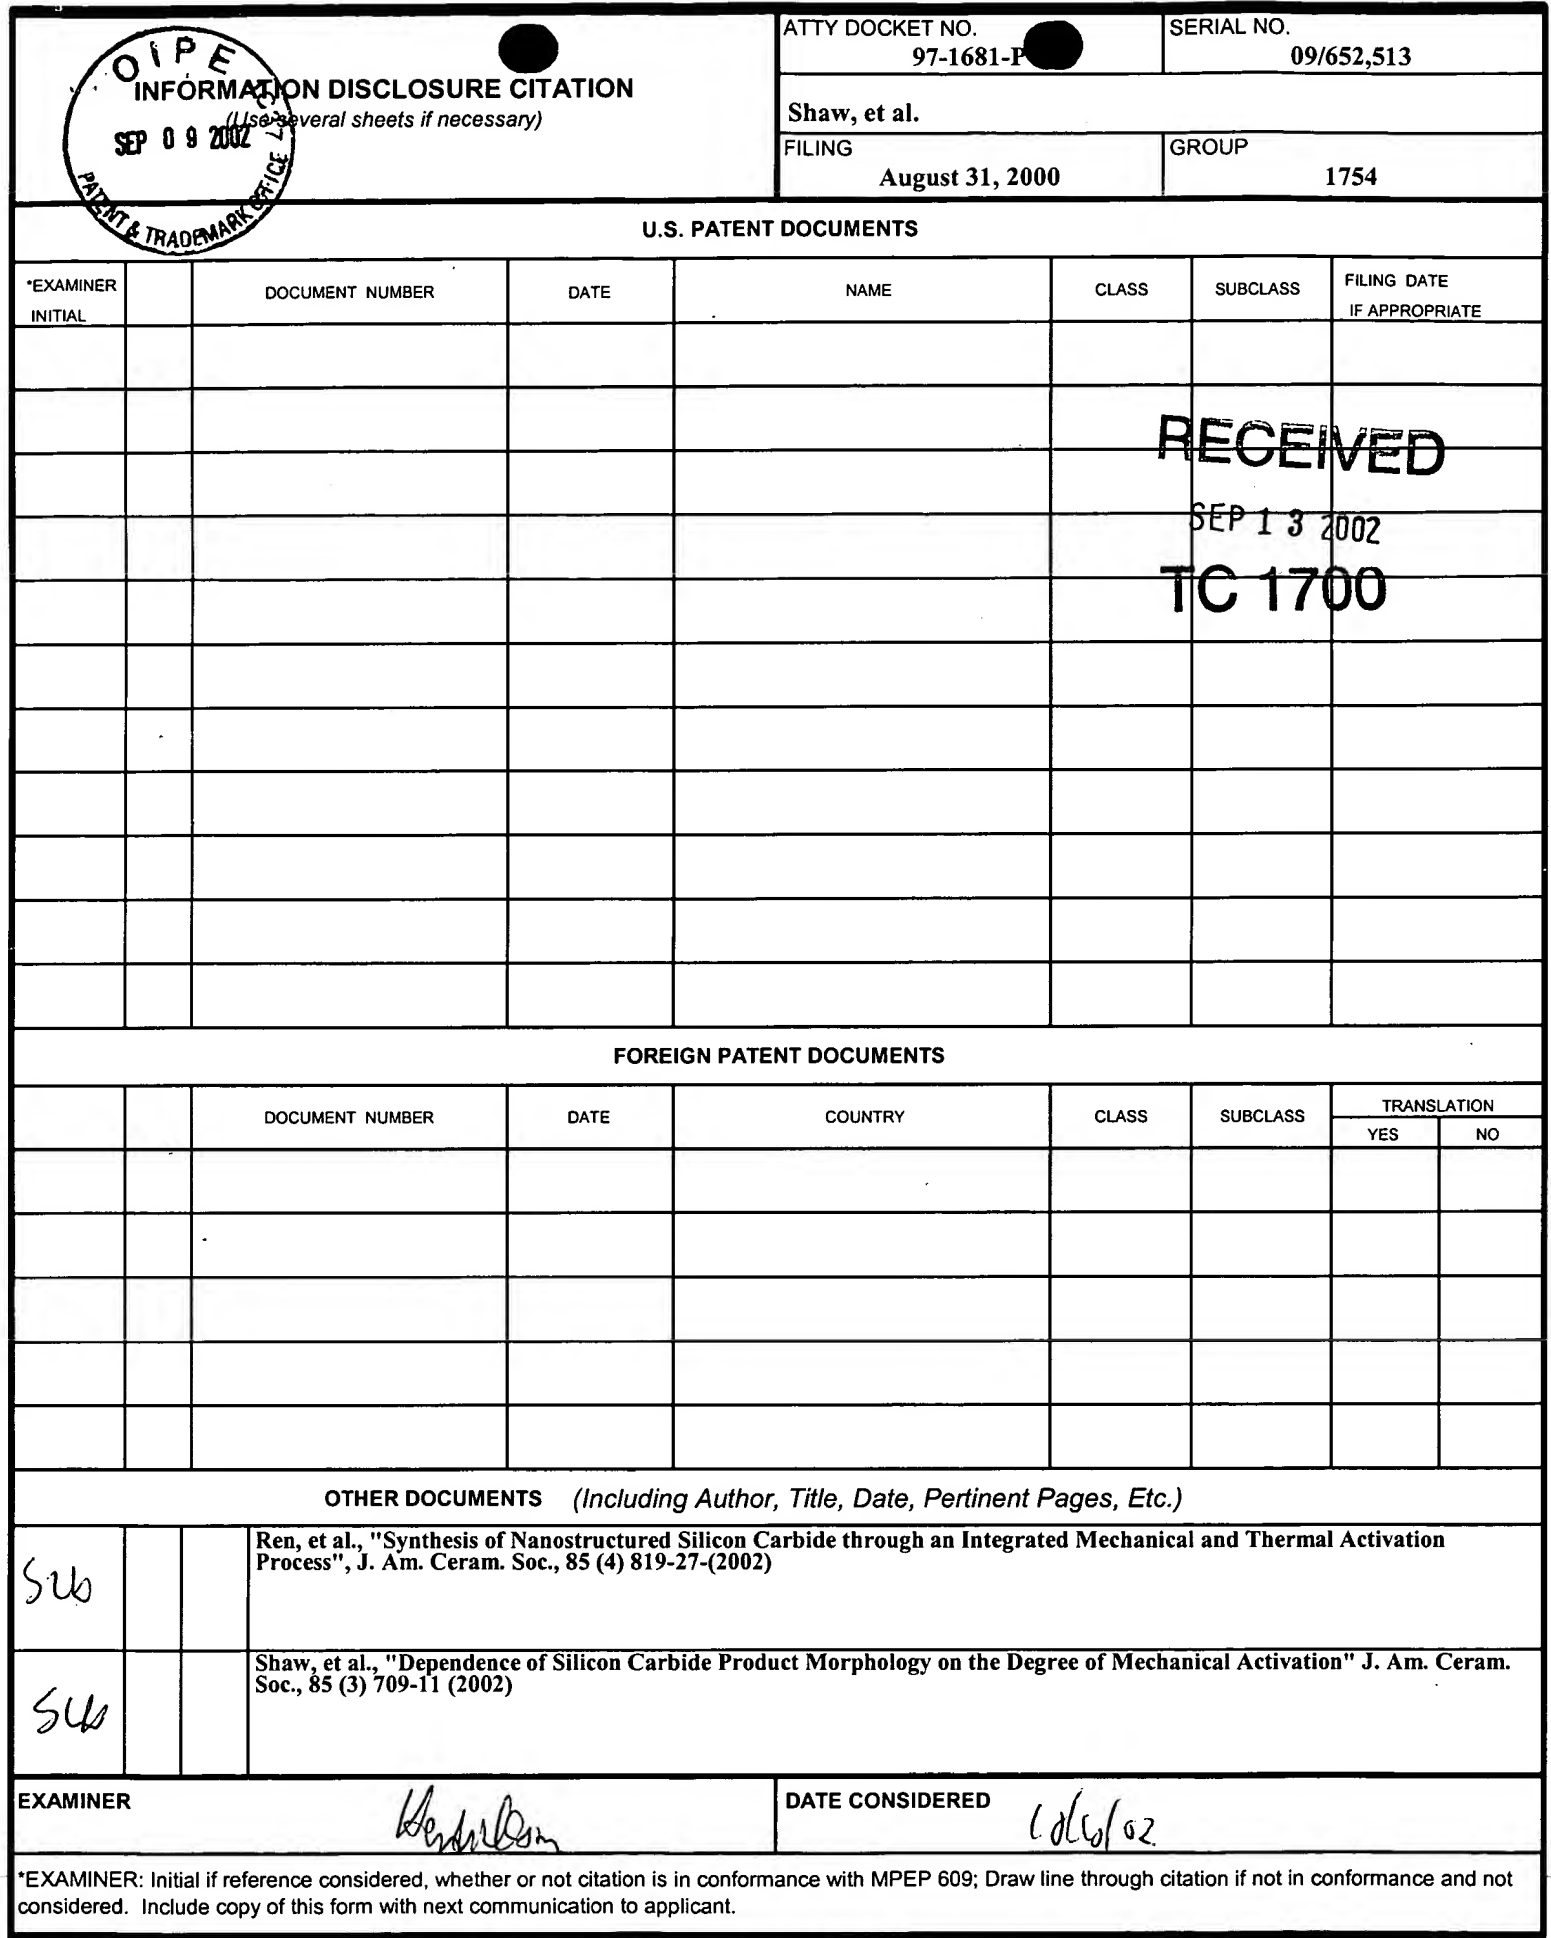 OIPE
SEP 09 2002
PATENT & TRADEMARK OFFICE
INFORMATION DISCLOSURE CITATION
(Use several sheets if necessary)
ATTY DOCKET NO.
97-1681-P
SERIAL NO.
09/652,513
Shaw, et al.
FILING
August 31, 2000
GROUP
1754
U.S. PATENT DOCUMENTS
*EXAMINER
INITIAL
DOCUMENT NUMBER
DATE
NAME
CLASS
SUBCLASS
FILING DATE
IF APPROPRIATE
RECEIVED
SEP 13 2002
TC 1700
FOREIGN PATENT DOCUMENTS
DOCUMENT NUMBER
DATE
COUNTRY
CLASS
SUBCLASS
TRANSLATION
YES
NO
OTHER DOCUMENTS (Including Author, Title, Date, Pertinent Pages, Etc.)
Ren, et al., "Synthesis of Nanostructured Silicon Carbide through an Integrated Mechanical and Thermal Activation
Process", J. Am. Ceram. Soc., 85 (4) 819-27-(2002)
Shaw, et al., "Dependence of Silicon Carbide Product Morphology on the Degree of Mechanical Activation" J. Am. Ceram.
Soc., 85 (3) 709-11 (2002)
EXAMINER
DATE CONSIDERED
*EXAMINER: Initial if reference considered, whether or not citation is in conformance with MPEP 609; Draw line through citation if not in conformance and not
considered. Include copy of this form with next communication to applicant.